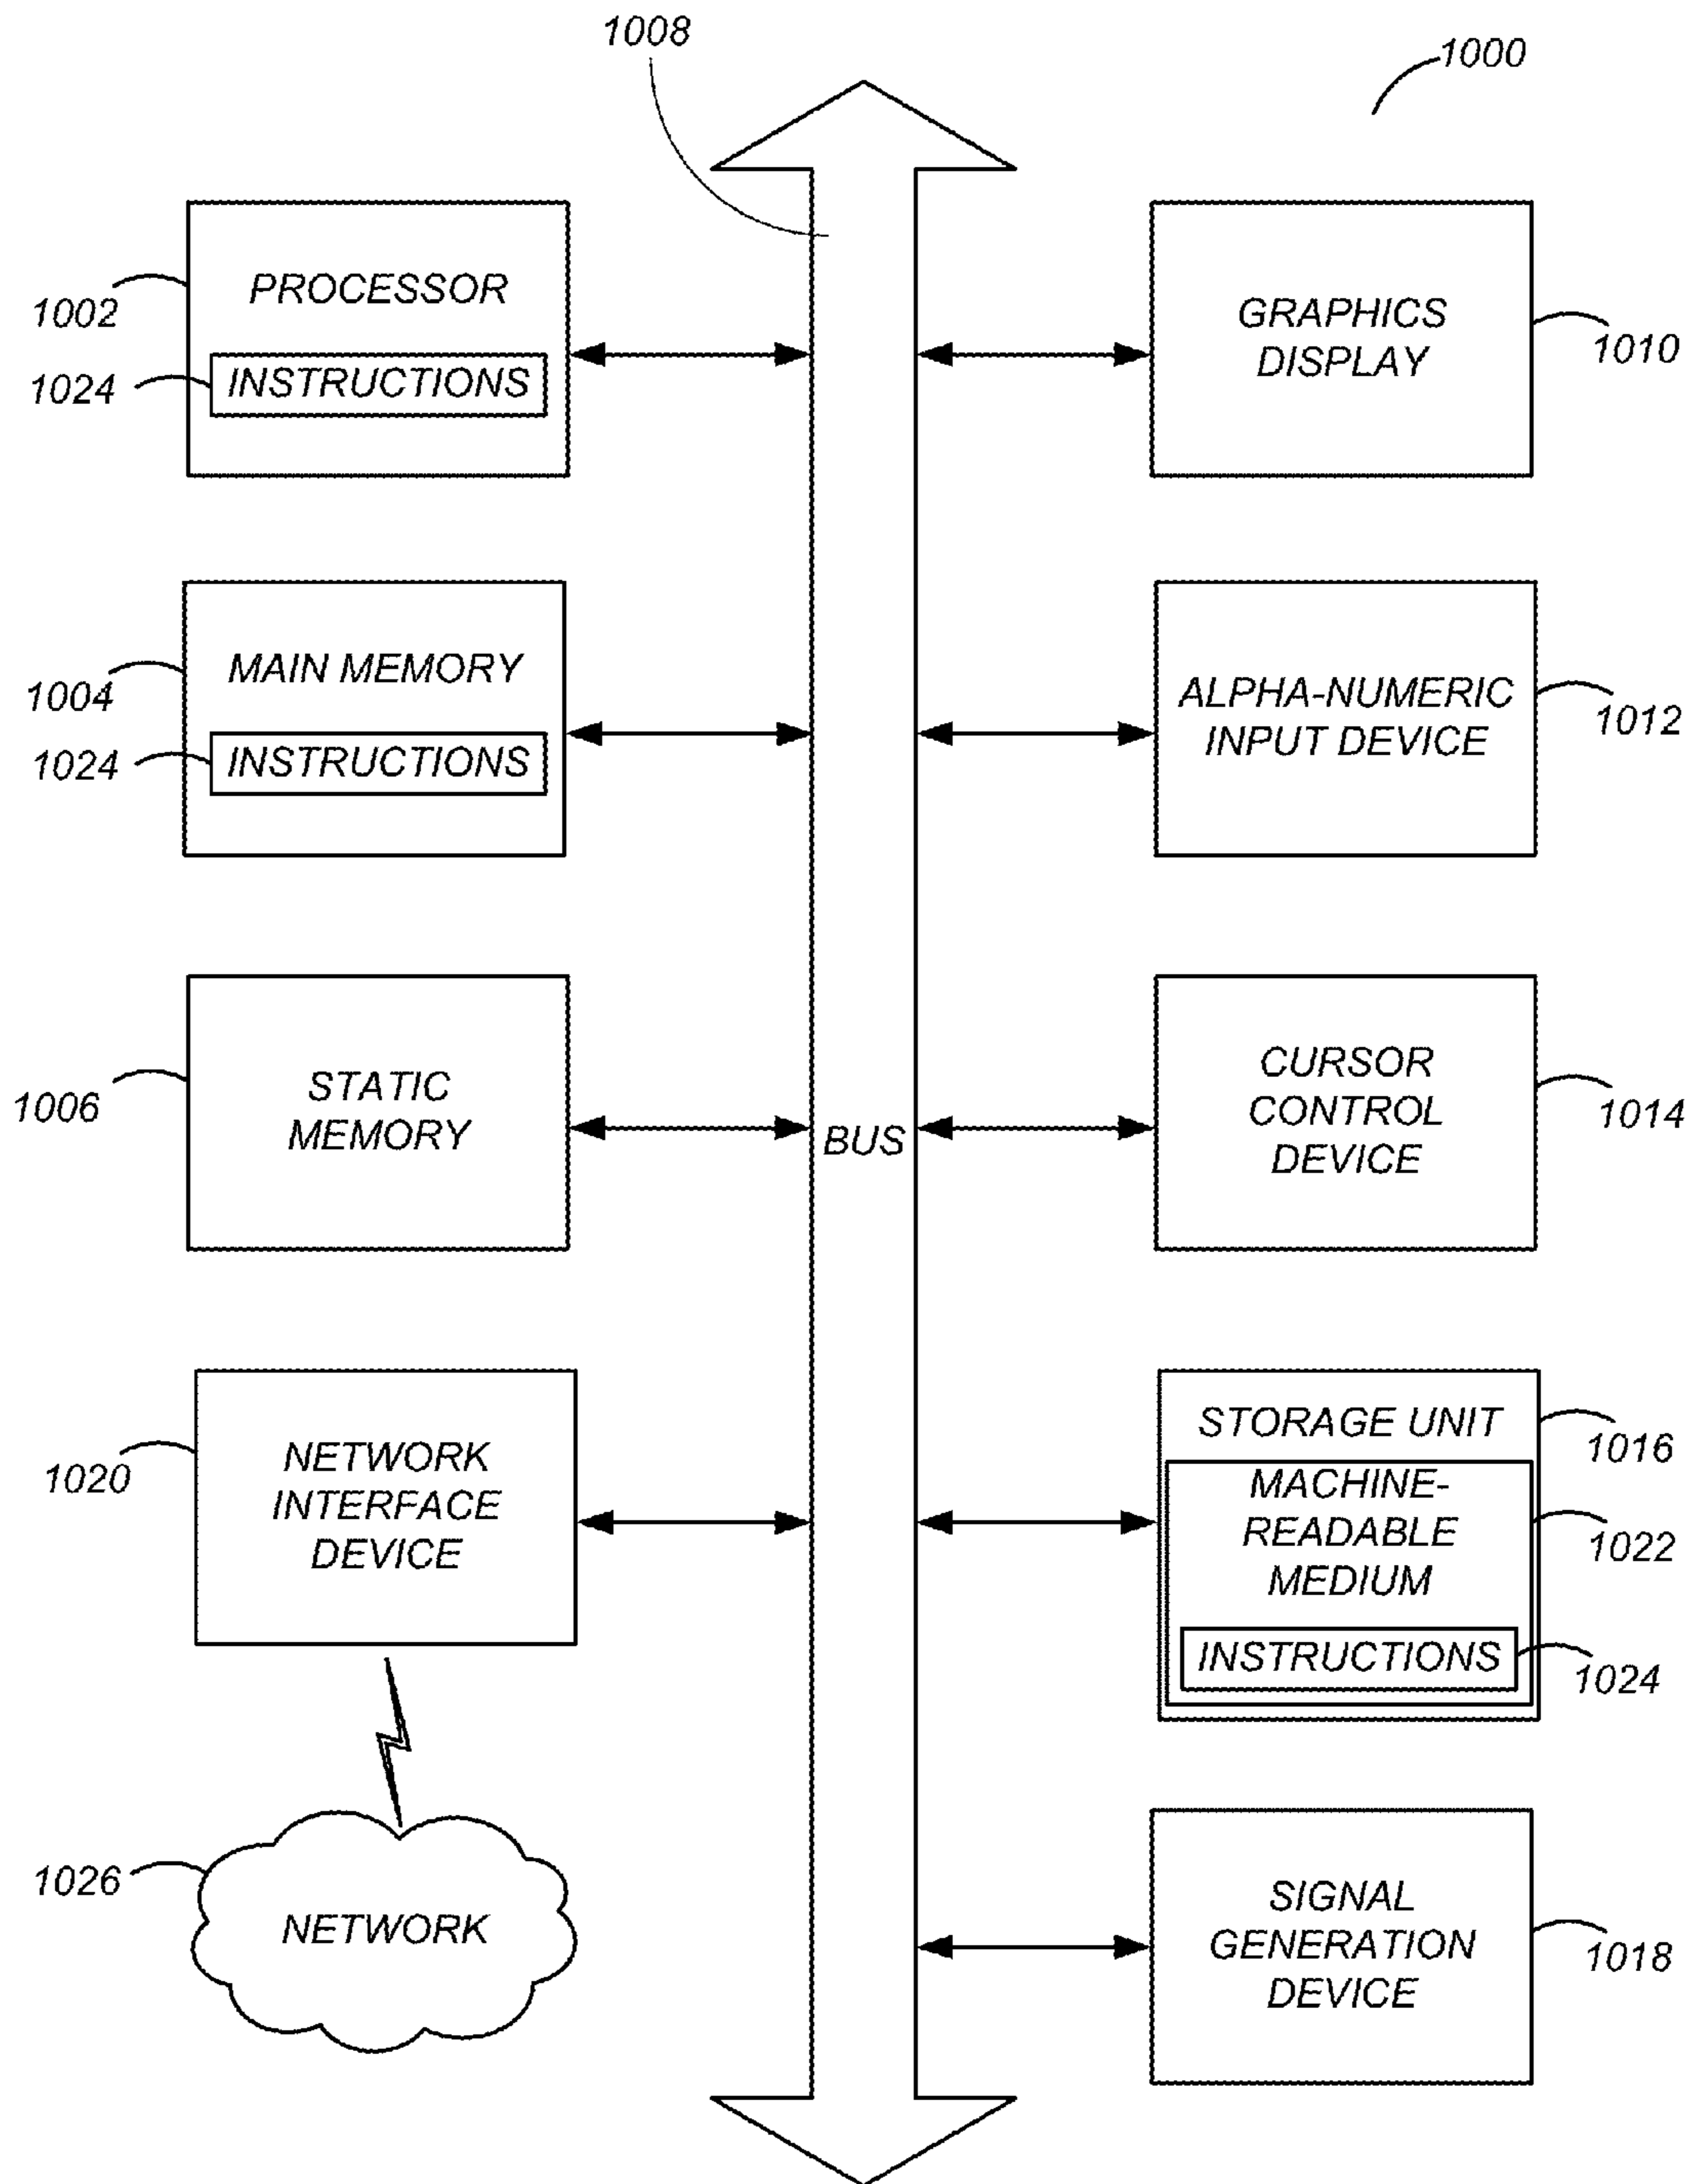 1008
1000
PROCESSOR
1002
INSTRUCTIONS
1024
GRAPHICS
DISPLAY
1010
MAIN MEMORY
1004
INSTRUCTIONS
1024
ALPHA-NUMERIC
INPUT DEVICE
1012
STATIC
MEMORY
1006
BUS
CURSOR
CONTROL
DEVICE
1014
NETWORK
INTERFACE
DEVICE
1020
STORAGE UNIT
1016
MACHINE-
READABLE
MEDIUM
1022
INSTRUCTIONS
1024
1026
NETWORK
SIGNAL
GENERATION
DEVICE
1018